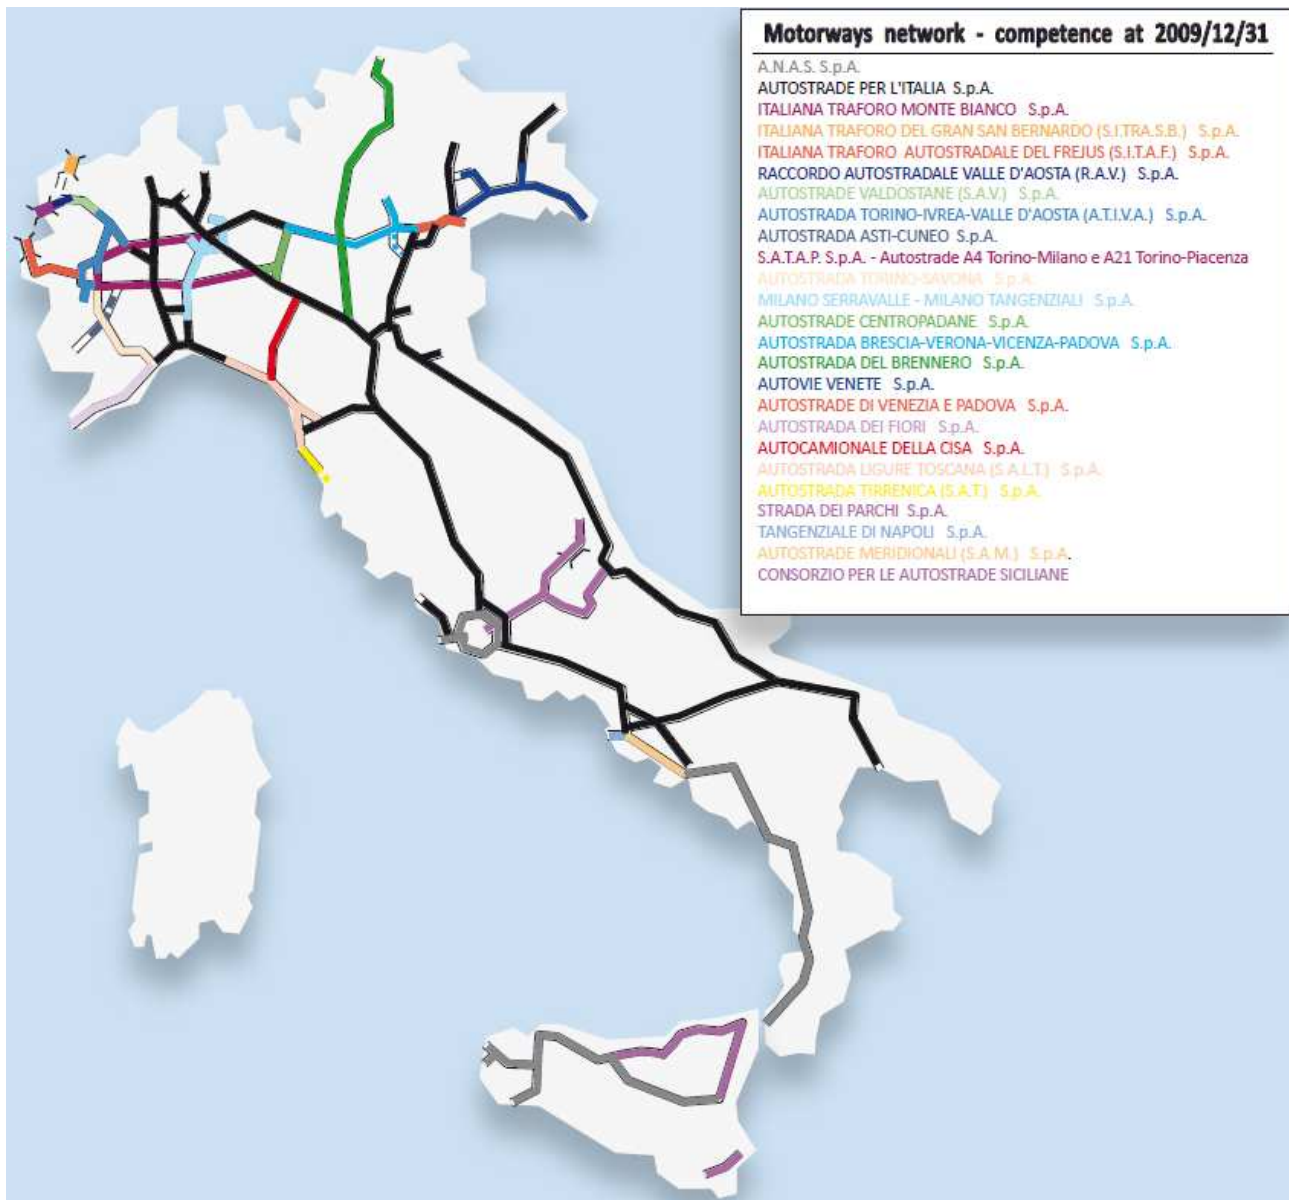 Motorways network - competence at 2009/12/31
A.N.A.S. S.p.A.
AUTOSTRADE PER L'ITALIA S.p.A.
ITALIANA TRAFORO MONTE BIANCO S.p.A.
ITALIANA TRAFORO DEL GRAN SAN BERNARDO (S.I.TRA.S.B.) S.p.A.
ITALIANA TRAFORO AUTOSTRADALE DEL FREJUS (S.I.T.A.F.) S.p.A.
RACCORDO AUTOSTRADALE VALLE D'AOSTA (R.A.V.) S.p.A.
AUTOSTRADE VALDOSTANE (S.A.V.) S.p.A.
AUTOSTRADA TORINO-IVREA-VALLE D'AOSTA (A.T.I.V.A.) S.p.A.
AUTOSTRADA ASTI-CUNEO S.p.A.
S.A.T.A.P. S.p.A. - Autostrade A4 Torino-Milano e A21 Torino-Piacenza
AUTOSTRADA TORINO-SAVONA S.p.A.
MILANO SERRAVALLE - MILANO TANGENZIALI S.p.A.
AUTOSTRADE CENTROPADANE S.p.A.
AUTOSTRADA BRESCIA-VERONA-VICENZA-PADOVA S.p.A.
AUTOSTRADA DEL BRENNERO S.p.A.
AUTOVIE VENETE S.p.A.
AUTOSTRADE DI VENEZIA E PADOVA S.p.A.
AUTOSTRADA DEI FIORI S.p.A.
AUTOCAMIONALE DELLA CISA S.p.A.
AUTOSTRADA LIGURE TOSCANA (S.A.L.T.) S.p.A.
AUTOSTRADA TIRRENICA (S.A.T.) S.p.A.
STRADA DEI PARCHI S.p.A.
TANGENZIALE DI NAPOLI S.p.A.
AUTOSTRADE MERIDIONALI (S.A.M.) S.p.A.
CONSORZIO PER LE AUTOSTRADE SICILIANE